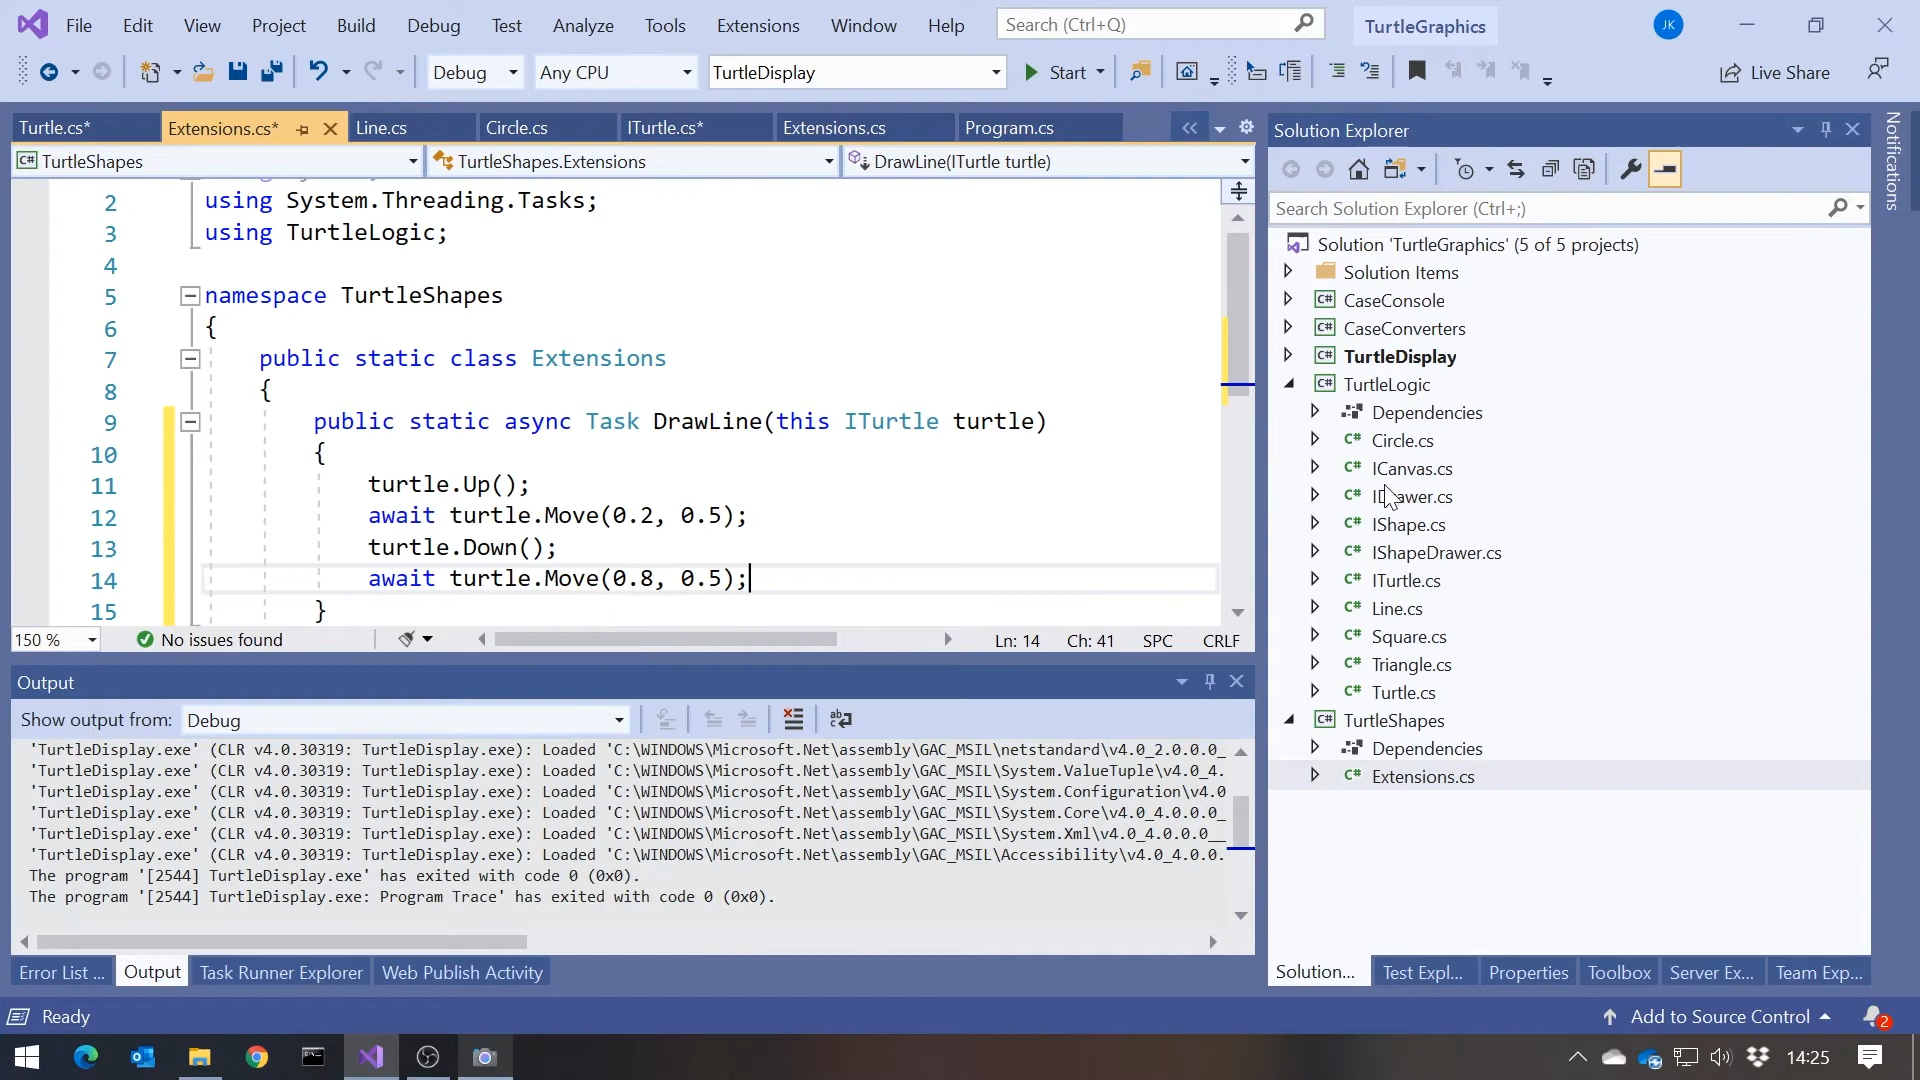 File Edit View Project Build Debug Test Analyze Tools Extensions Window Help Search (Ctrl+Q) TurtleGraphics JK
Debug Any CPU TurtleDisplay Start Live Share
Turtle.cs* Extensions.cs* Line.cs Circle.cs ITurtle.cs* Extensions.cs Program.cs
C# TurtleShapes TurtleShapes.Extensions DrawLine(ITurtle turtle)
2 using System.Threading.Tasks;
3 using TurtleLogic;
4
5 namespace TurtleShapes
6 {
7 public static class Extensions
8 {
9 public static async Task DrawLine(this ITurtle turtle)
10 {
11 turtle.Up();
12 await turtle.Move(0.2, 0.5);
13 turtle.Down();
14 await turtle.Move(0.8, 0.5);
15 }
150 % No issues found Ln: 14 Ch: 41 SPC CRLF
Output
Show output from: Debug
'TurtleDisplay.exe' (CLR v4.0.30319: TurtleDisplay.exe): Loaded 'C:\WINDOWS\Microsoft.Net\assembly\GAC_MSIL\netstandard\v4.0_2.0.0.0_
'TurtleDisplay.exe' (CLR v4.0.30319: TurtleDisplay.exe): Loaded 'C:\WINDOWS\Microsoft.Net\assembly\GAC_MSIL\System.ValueTuple\v4.0_4.
'TurtleDisplay.exe' (CLR v4.0.30319: TurtleDisplay.exe): Loaded 'C:\WINDOWS\Microsoft.Net\assembly\GAC_MSIL\System.Configuration\v4.0
'TurtleDisplay.exe' (CLR v4.0.30319: TurtleDisplay.exe): Loaded 'C:\WINDOWS\Microsoft.Net\assembly\GAC_MSIL\System.Core\v4.0_4.0.0.0_
'TurtleDisplay.exe' (CLR v4.0.30319: TurtleDisplay.exe): Loaded 'C:\WINDOWS\Microsoft.Net\assembly\GAC_MSIL\System.Xml\v4.0_4.0.0.0__
'TurtleDisplay.exe' (CLR v4.0.30319: TurtleDisplay.exe): Loaded 'C:\WINDOWS\Microsoft.Net\assembly\GAC_MSIL\Accessibility\v4.0_4.0.0.
The program '[2544] TurtleDisplay.exe' has exited with code 0 (0x0).
The program '[2544] TurtleDisplay.exe: Program Trace' has exited with code 0 (0x0).
Error List ... Output Task Runner Explorer Web Publish Activity
Solution Explorer
Search Solution Explorer (Ctrl+;)
Solution 'TurtleGraphics' (5 of 5 projects)
Solution Items
C# CaseConsole
C# CaseConverters
C# TurtleDisplay
C# TurtleLogic
Dependencies
C# Circle.cs
C# ICanvas.cs
C# IDrawer.cs
C# IShape.cs
C# IShapeDrawer.cs
C# ITurtle.cs
C# Line.cs
C# Square.cs
C# Triangle.cs
C# Turtle.cs
C# TurtleShapes
Dependencies
C# Extensions.cs
Solution... Test Expl... Properties Toolbox Server Ex... Team Exp...
Notifications
Ready Add to Source Control 2
14:25